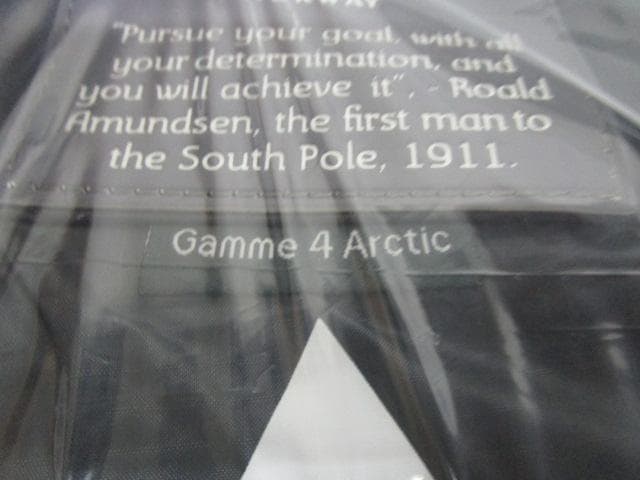 "Pursue your goal, with all
your determination, and
you will achieve it", - Roald
Amundsen, the first man to
the South Pole, 1911.
Gamme 4 Arctic